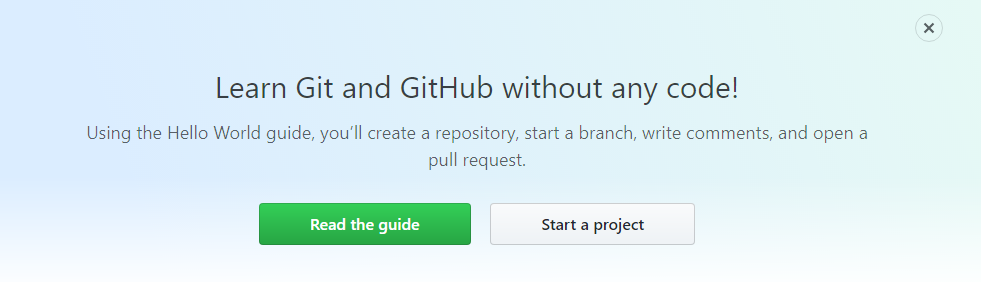 Learn Git and GitHub without any code!
Using the Hello World guide, you’ll create a repository, start a branch, write comments, and open a
pull request.
Read the guide
Start a project